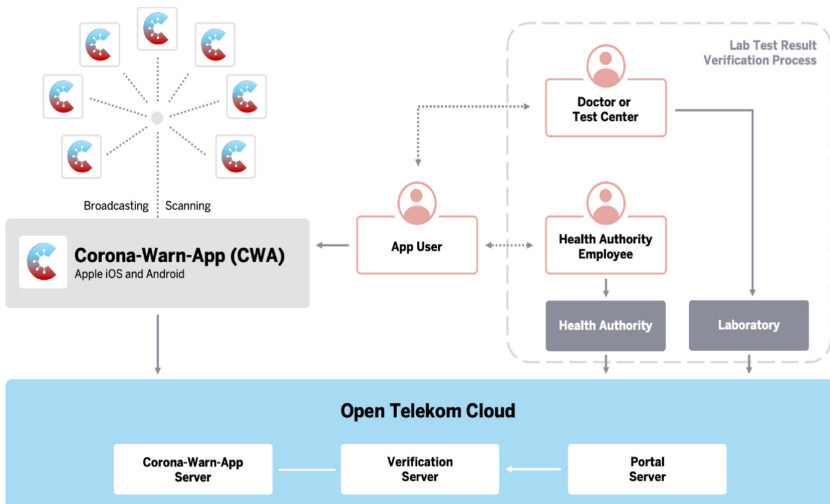 Lab Test Result
Verification Process
Doctor or
Test Center
Broadcasting Scanning
Corona-Warn-App (CWA)
Apple iOS and Android
App User
Health Authority
Employee
Health Authority
Laboratory
Open Telekom Cloud
Corona-Warn-App
Server
Verification
Server
Portal
Server